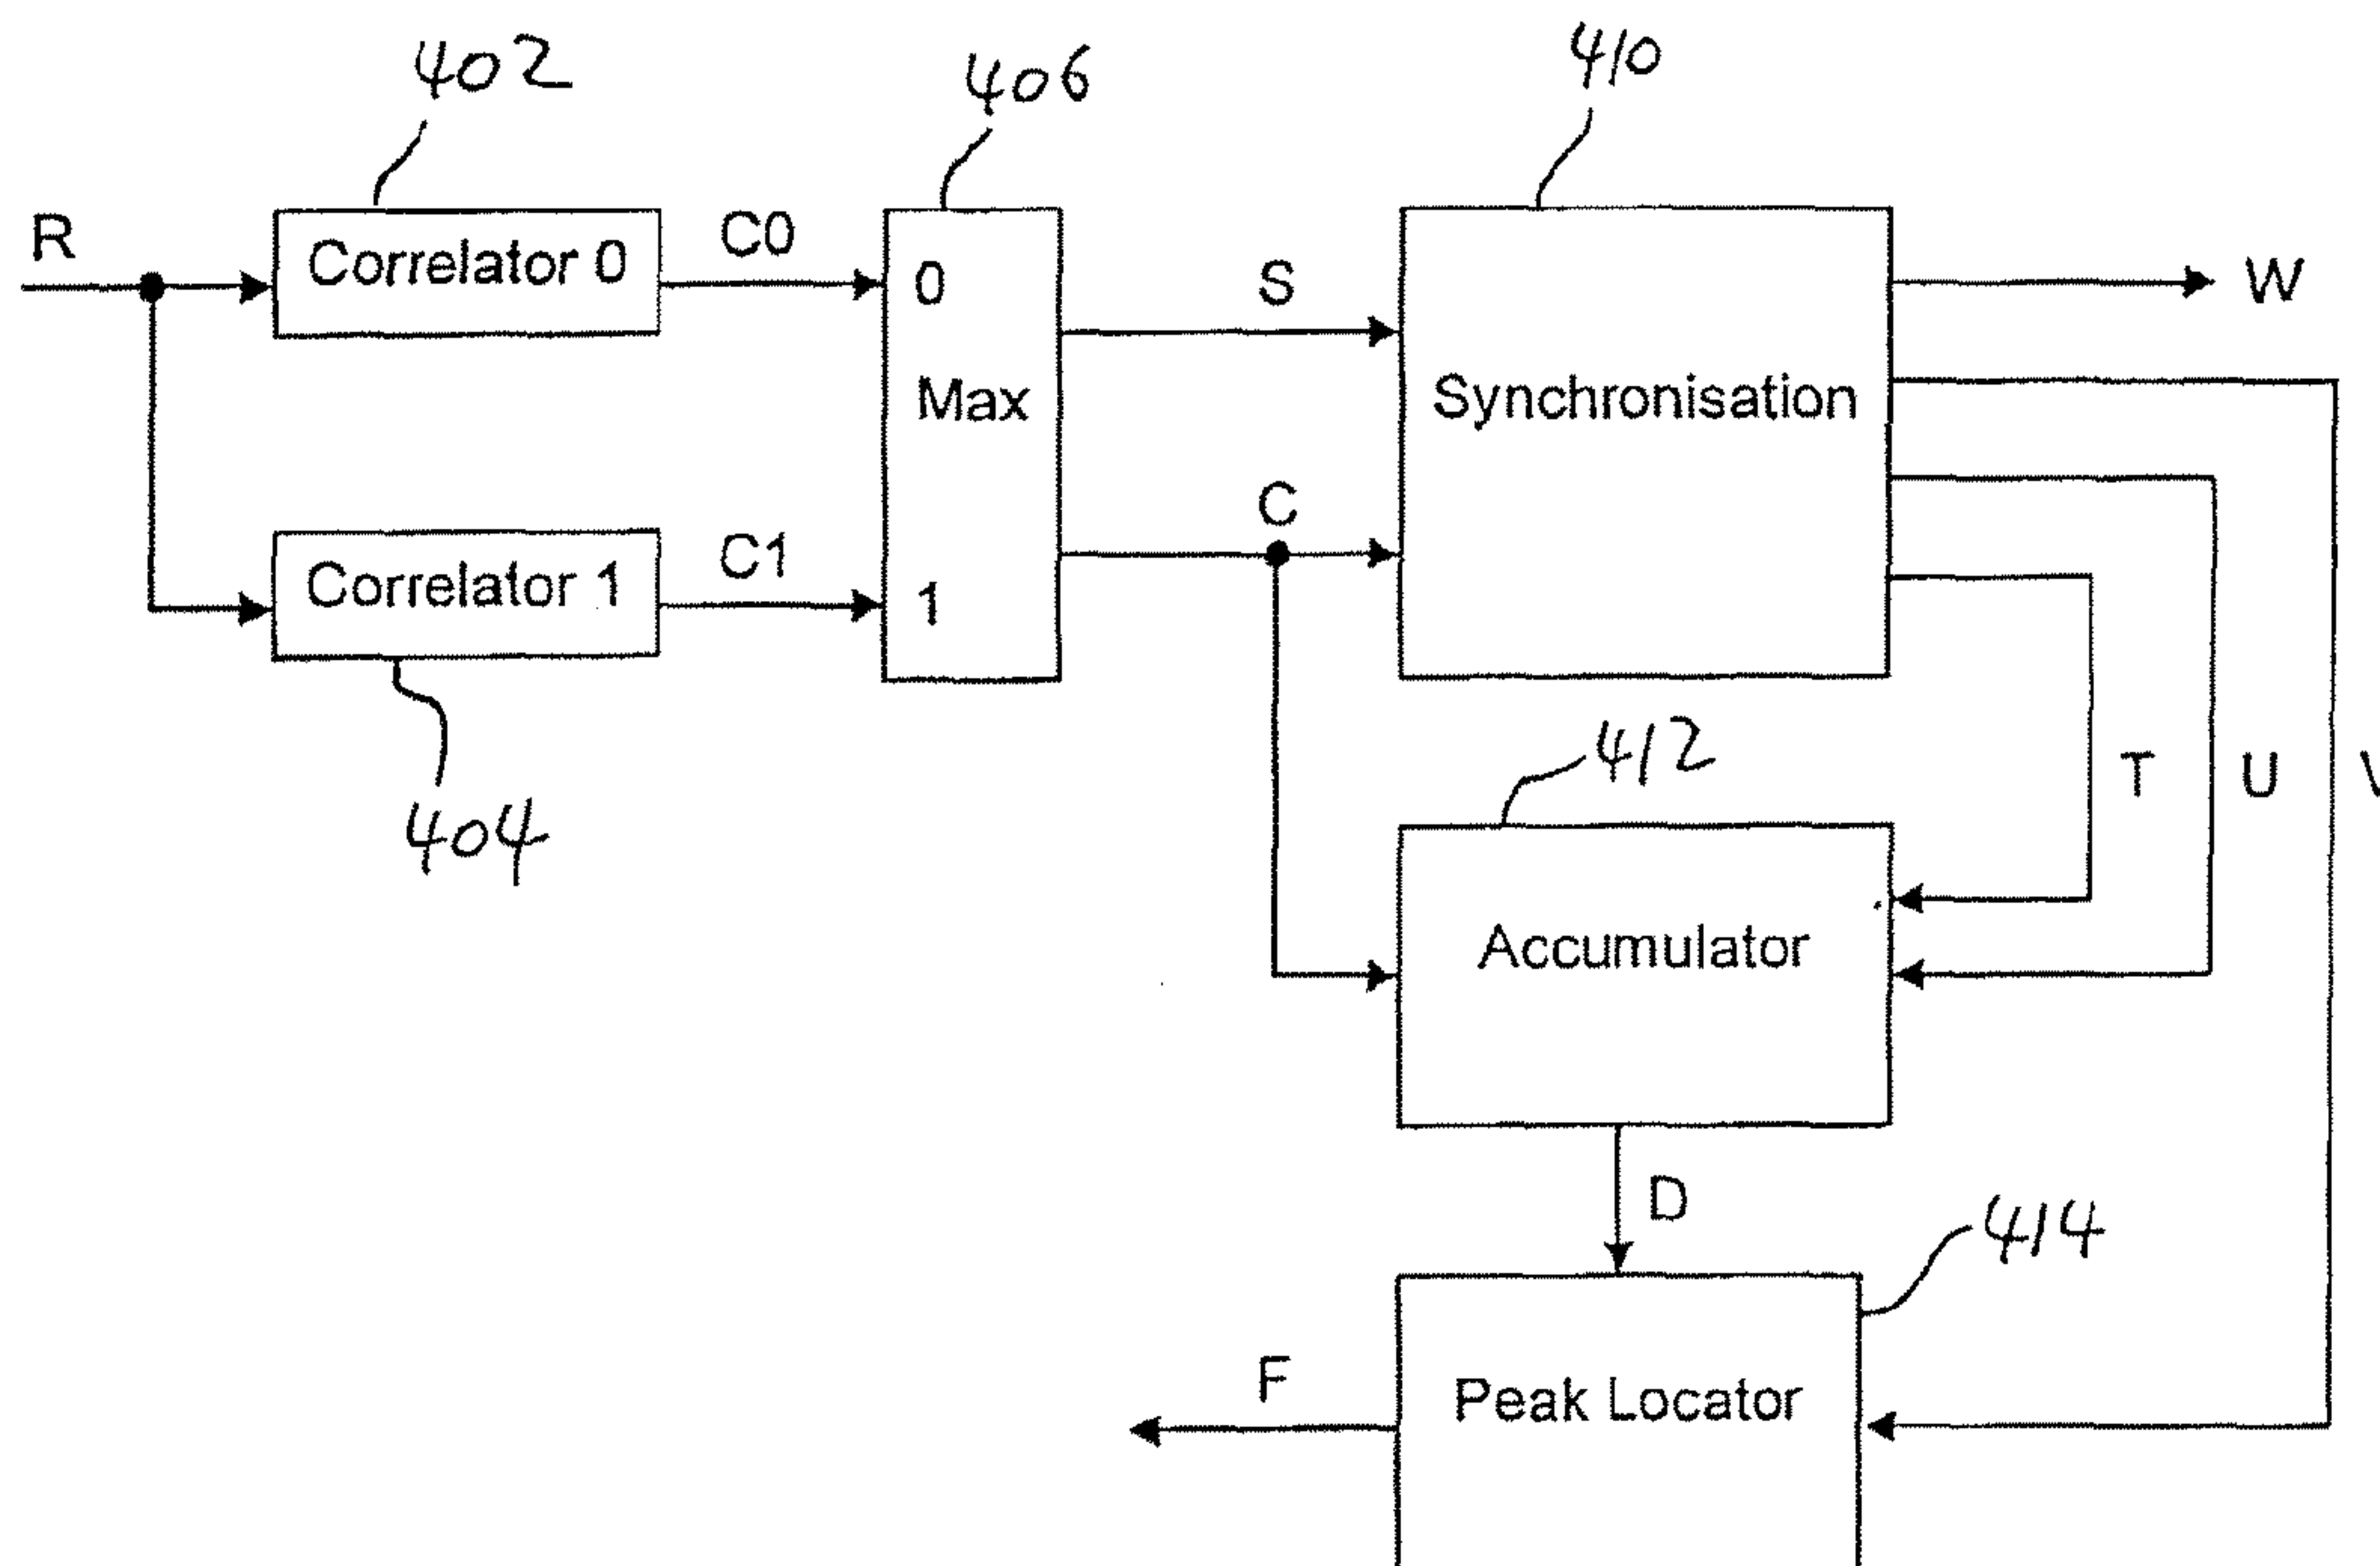 402
406
410
R
Correlator 0
C0
0
S
W
Max
Synchronisation
C
Correlator 1
C1
1
404
412
T
U
Accumulator
D
414
F
Peak Locator